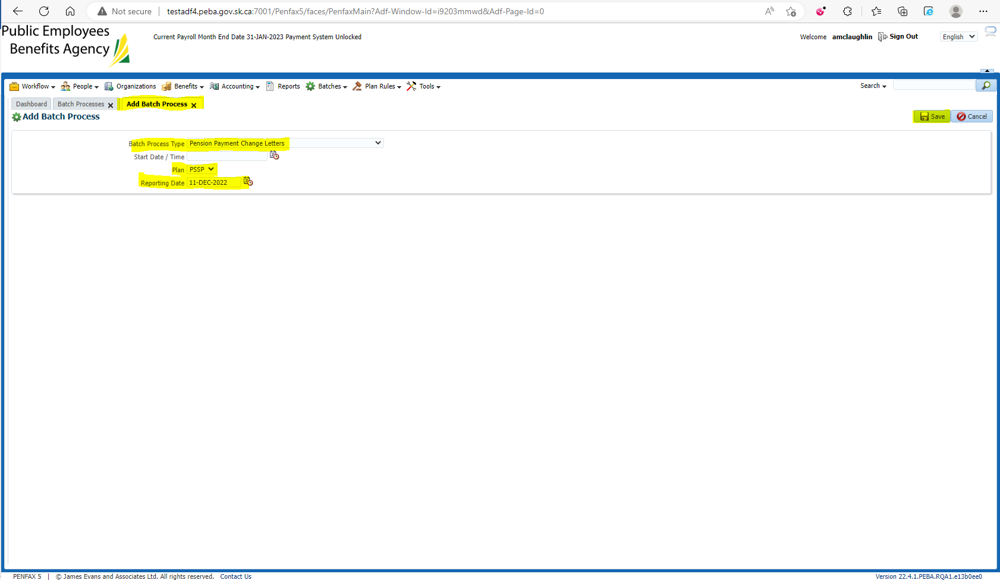 Not secure
testadf4.peba.gov.sk.ca:7001/Penfax5/faces/PenfaxMain?Adf-Window-Id=i9203mmwd&Adf-Page-Id=0
Public Employees
Benefits Agency
Current Payroll Month End Date 31-JAN-2023 Payment System Unlocked
Welcome amclaughlin Sign Out English
Workflow People Organizations Benefits Accounting Reports Batches Plan Rules Tools Search
Dashboard Batch Processes Add Batch Process
Add Batch Process Save Cancel
Batch Process Type Pension Payment Change Letters
Start Date / Time
Plan PSSP
Reporting Date 11-DEC-2022
PENFAX 5 | © James Evans and Associates Ltd. All rights reserved. Contact Us Version 22.4.1.PEBA.RQA1.e13b0ee0